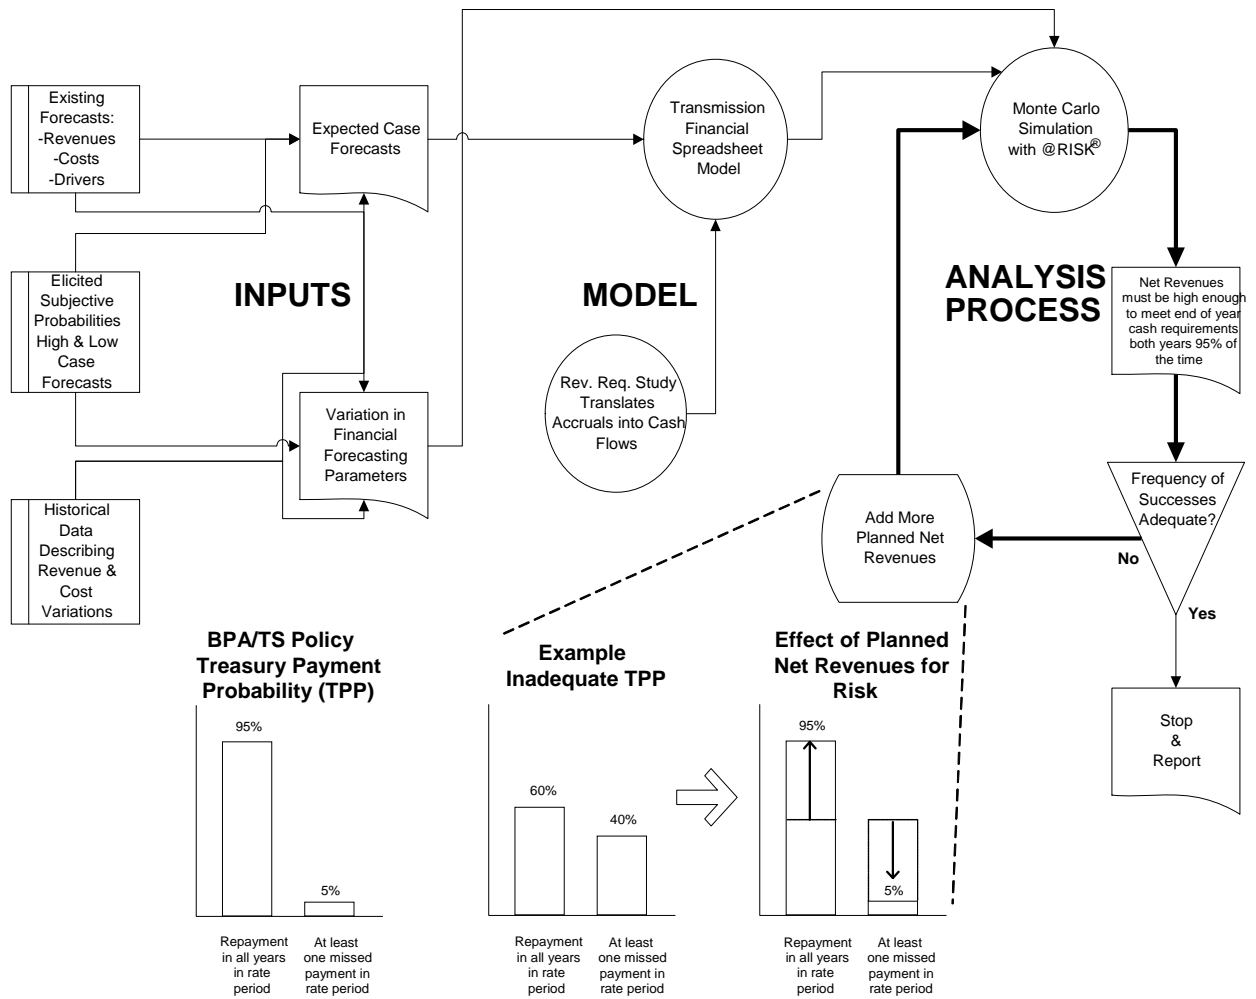 Existing
Forecasts:
-Revenues
-Costs
-Drivers
Expected Case
Forecasts
Transmission
Financial
Spreadsheet
Model
Monte Carlo
Simulation
with @RISK®
Elicited
Subjective
Probabilities
High & Low
Case
Forecasts
INPUTS
MODEL
ANALYSIS
PROCESS
Net Revenues
must be high enough
to meet end of year
cash requirements
both years 95% of
the time
Rev. Req. Study
Translates
Accruals into Cash
Flows
Variation in
Financial
Forecasting
Parameters
Historical
Data
Describing
Revenue &
Cost
Variations
Add More
Planned Net
Revenues
Frequency of
Successes
Adequate?
No
Yes
Stop
&
Report
BPA/TS Policy
Treasury Payment
Probability (TPP)
95%
5%
Repayment
in all years
in rate
period
At least
one missed
payment in
rate period
Example
Inadequate TPP
60%
40%
Repayment
in all years
in rate
period
At least
one missed
payment in
rate period
Effect of Planned
Net Revenues for
Risk
95%
5%
Repayment
in all years
in rate
period
At least
one missed
payment in
rate period